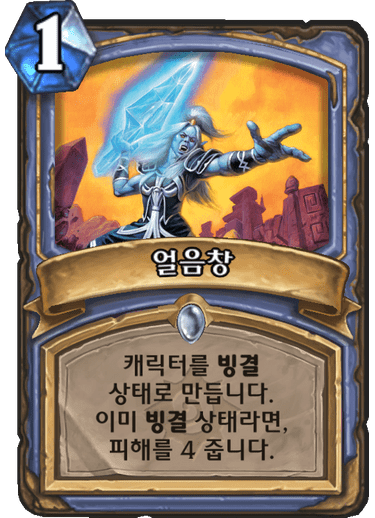 1
얼음창
캐릭터를 빙결
상태로 만듭니다.
이미 빙결 상태라면,
피해를 4 줍니다.